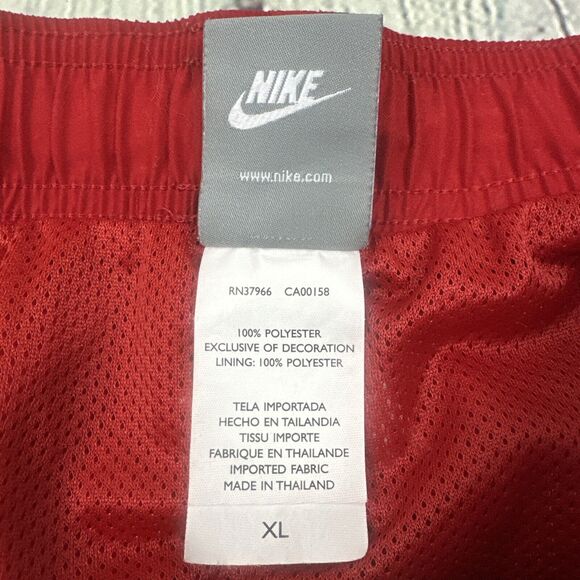 NIKE
www.nike.com
RN37966 CA00158
100% POLYESTER
EXCLUSIVE OF DECORATION
LINING: 100% POLYESTER
TELA IMPORTADA
HECHO EN TAILANDIA
TISSU IMPORTE
FABRIQUE EN THAILANDE
IMPORTED FABRIC
MADE IN THAILAND
XL